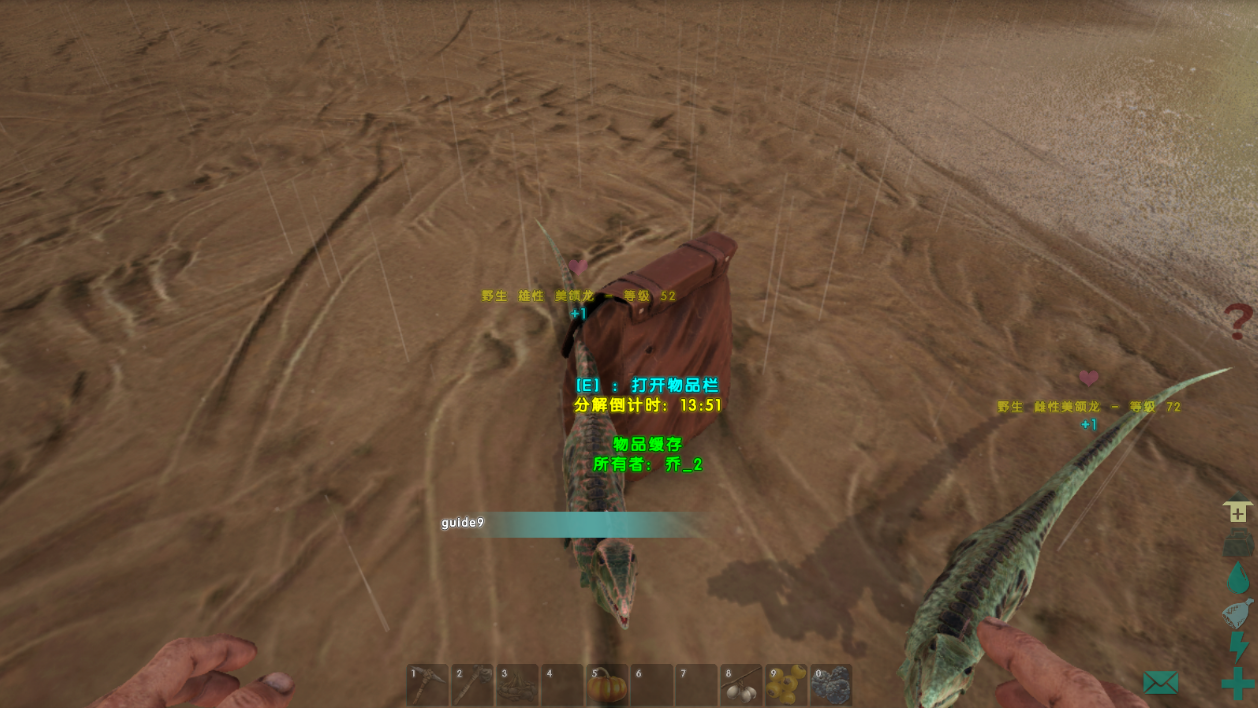 野生 雄性 美颌龙 - 等级 52
+1
[E] : 打开物品栏
分解倒计时: 13:51
野生 雌性美颌龙 - 等级 72
+1
物品缓存
所有者: 乔_2
guide9
1 2 3 4 5 6 7 8 9 0